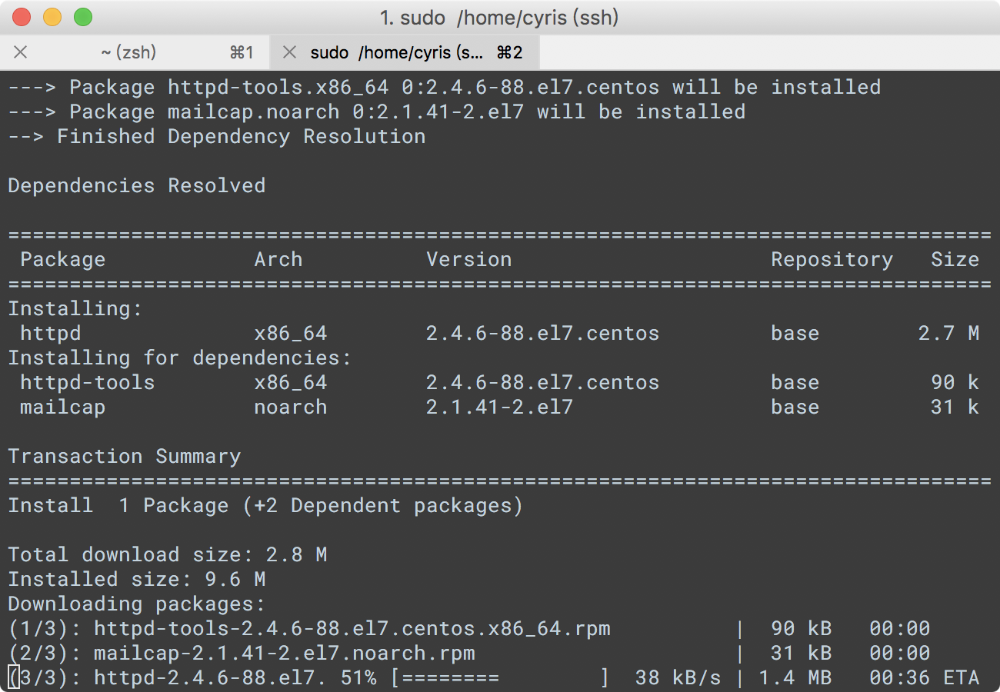 1. sudo  /home/cyris (ssh)
~ (zsh) ⌘1 sudo  /home/cyris (s... ⌘2
---> Package httpd-tools.x86_64 0:2.4.6-88.el7.centos will be installed
---> Package mailcap.noarch 0:2.1.41-2.el7 will be installed
--> Finished Dependency Resolution

Dependencies Resolved

================================================================================
 Package            Arch          Version                     Repository   Size
================================================================================
Installing:
 httpd              x86_64        2.4.6-88.el7.centos         base        2.7 M
Installing for dependencies:
 httpd-tools        x86_64        2.4.6-88.el7.centos         base         90 k
 mailcap            noarch        2.1.41-2.el7                base         31 k

Transaction Summary
================================================================================
Install  1 Package (+2 Dependent packages)

Total download size: 2.8 M
Installed size: 9.6 M
Downloading packages:
(1/3): httpd-tools-2.4.6-88.el7.centos.x86_64.rpm          |  90 kB   00:00
(2/3): mailcap-2.1.41-2.el7.noarch.rpm                     |  31 kB   00:00
(3/3): httpd-2.4.6-88.el7. 51% [========        ]  38 kB/s | 1.4 MB   00:36 ETA